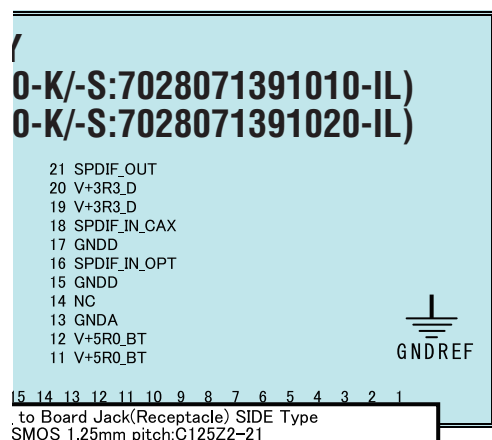 Y
0-K/-S:7028071391010-IL)
0-K/-S:7028071391020-IL)
21 SPDIF_OUT
20 V+3R3_D
19 V+3R3_D
18 SPDIF_IN_CAX
17 GNDD
16 SPDIF_IN_OPT
15 GNDD
14 NC
13 GNDA
12 V+5R0_BT
11 V+5R0_BT
GNDREF
15 14 13 12 11 10 9 8 7 6 5 4 3 2 1
. to Board Jack(Receptacle) SIDE Type
SMOS 1.25mm pitch:C125Z2-21